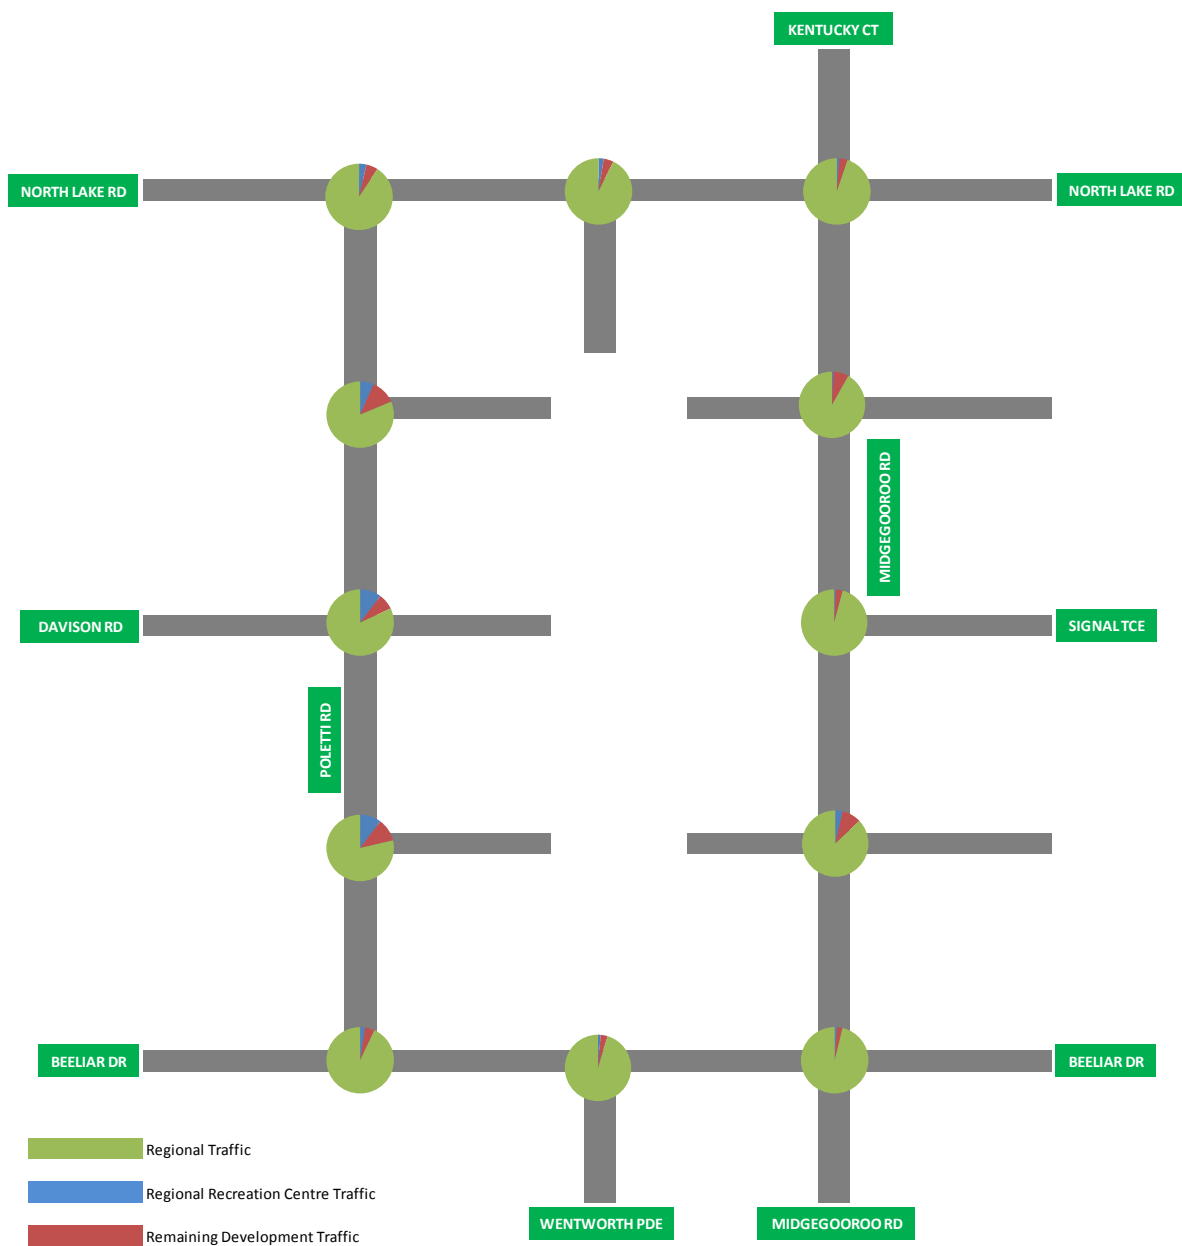 KENTUCKY CT
NORTH LAKE RD
NORTH LAKE RD
MIDGEGOOROO RD
DAVISON RD
SIGNAL TCE
POLETTI RD
BEELIAR DR
BEELIAR DR
Regional Traffic
Regional Recreation Centre Traffic
Remaining Development Traffic
WENTWORTH PDE
MIDGEGOOROO RD